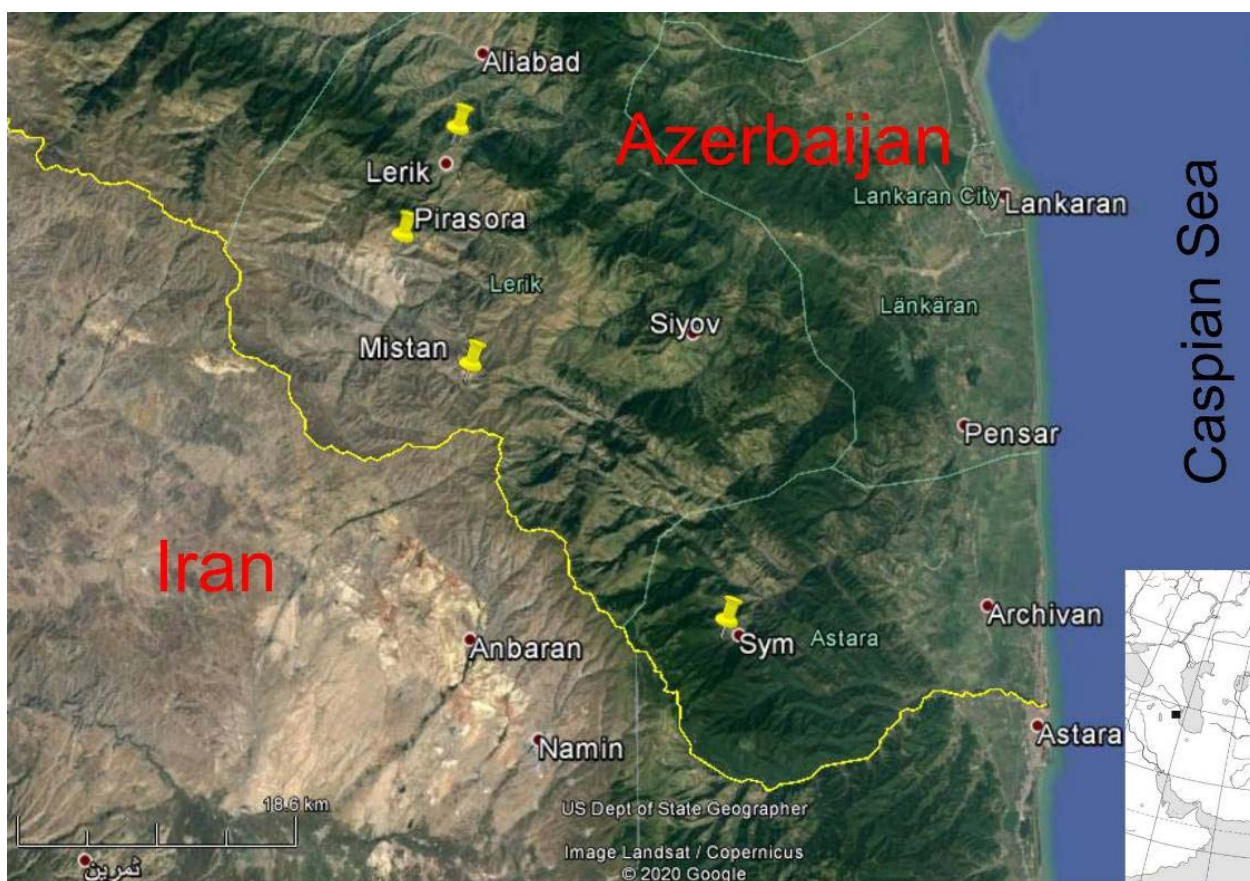 Aliabad
Azerbaijan
Lerik
Lankaran City
Lankaran
Pirasora
Caspian Sea
Lerik
Länkäran
Siyov
Mistan
Pensar
Iran
Archivan
Sym
Astara
Anbaran
Namin
Astara
18.6 km
US Dept of State Geographer
Image Landsat / Copernicus
© 2020 Google
ثمرین